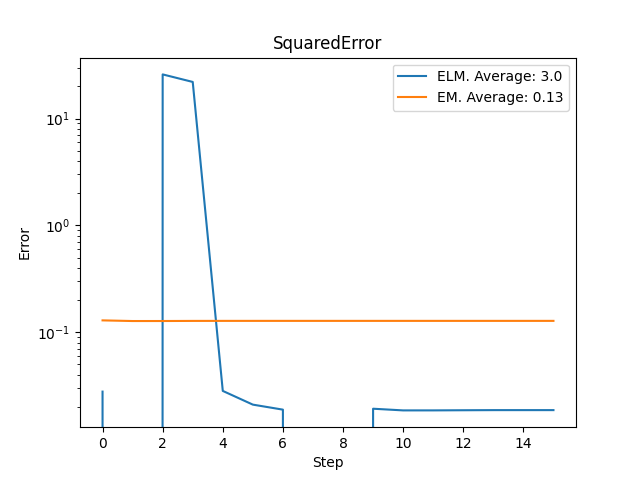 SquaredError
ELM. Average: 3.0
EM. Average: 0.13
Error
10¹
10⁰
10⁻¹
0 2 4 6 8 10 12 14
Step